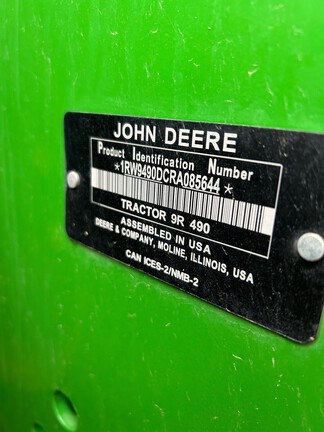 JOHN DEERE
Product Identification Number
*1RW9490DCRA085644*
TRACTOR 9R 490
ASSEMBLED IN USA
DEERE & COMPANY, MOLINE, ILLINOIS, USA
CAN ICES-2/NMB-2